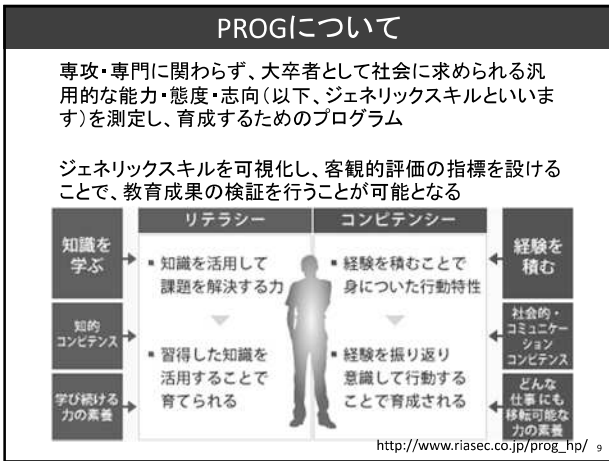 PROGについて
専攻・専門に関わらず、大卒者として社会に求められる汎
用的な能力・態度・志向(以下、ジェネリックスキルといいま
す)を測定し、育成するためのプログラム
ジェネリックスキルを可視化し、客観的評価の指標を設ける
ことで、教育成果の検証を行うことが可能となる
知識を
学ぶ
知的
コンピテンス
学び続ける
力の素養
リテラシー
▪ 知識を活用して
課題を解決する力
▪ 習得した知識を
活用することで
育てられる
コンピテンシー
▪ 経験を積むことで
身についた行動特性
▪ 経験を振り返り
意識して行動する
ことで育成される
経験を
積む
社会的・
コミュニケー
ション
コンピテンス
どんな
仕事にも
移転可能な
力の素養
http://www.riasec.co.jp/prog_hp/
9